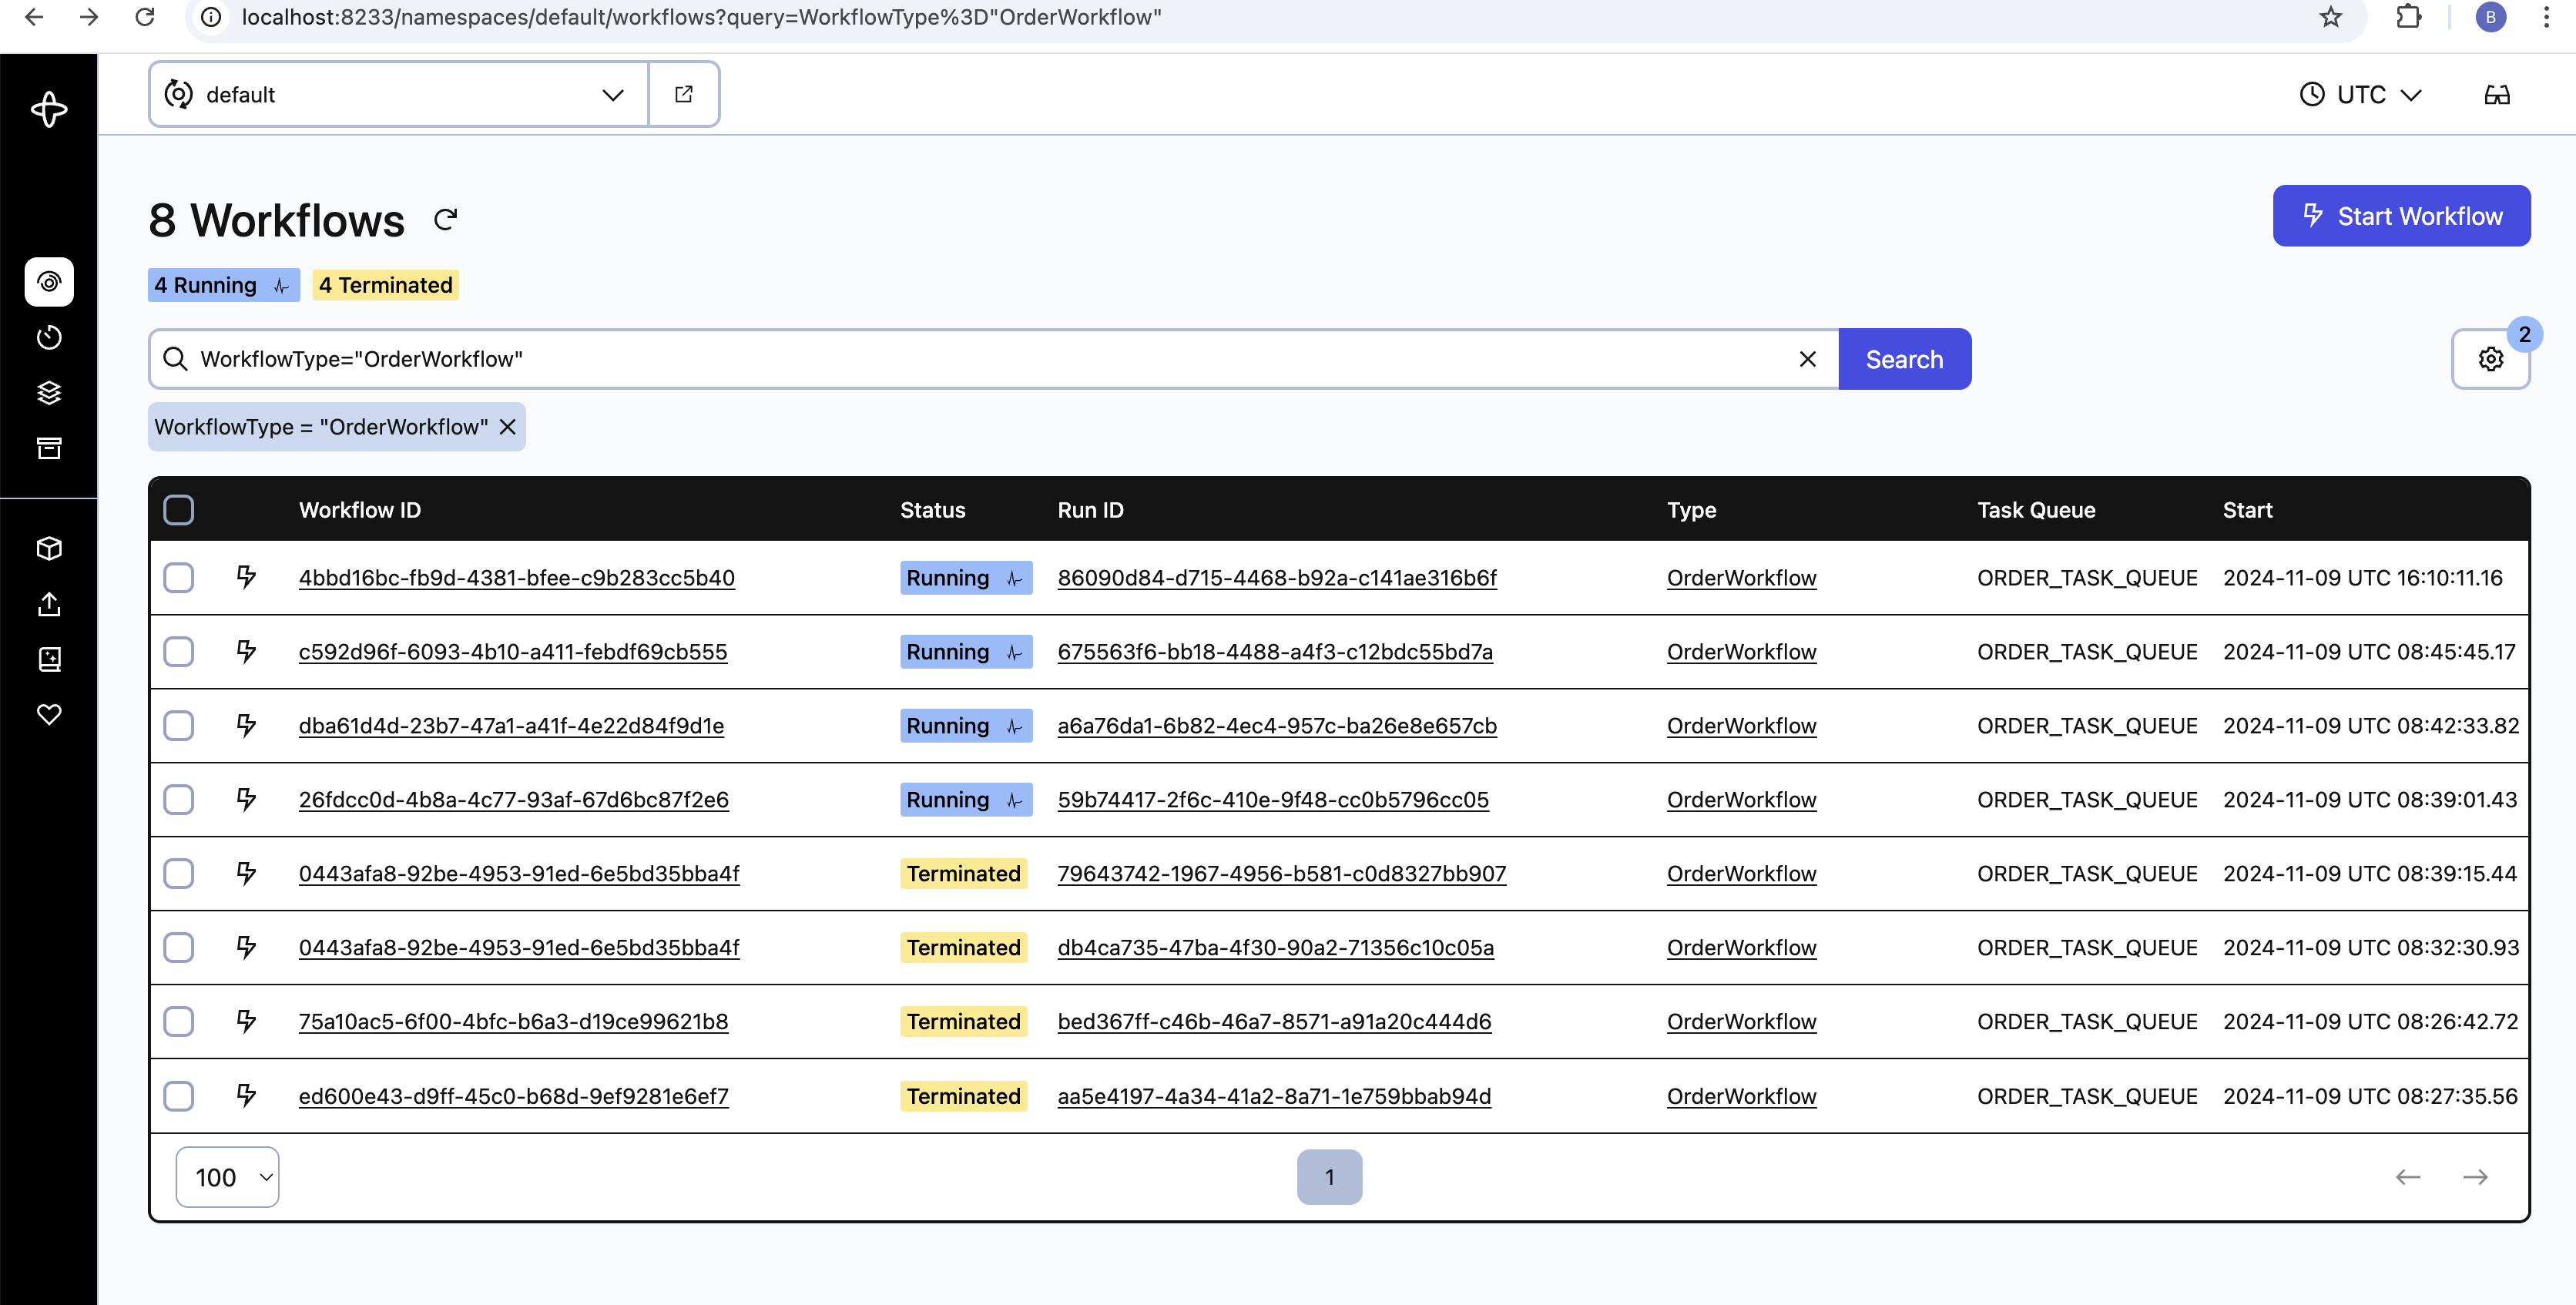 localhost:8233/namespaces/default/workflows?query=WorkflowType%3D"OrderWorkflow"
B
default
UTC
8 Workflows
Start Workflow
4 Running
4 Terminated
2
WorkflowType="OrderWorkflow"
Search
WorkflowType = "OrderWorkflow"
Workflow ID Status Run ID Type Task Queue Start
4bbd16bc-fb9d-4381-bfee-c9b283cc5b40 Running 86090d84-d715-4468-b92a-c141ae316b6f OrderWorkflow ORDER_TASK_QUEUE 2024-11-09 UTC 16:10:11.16
c592d96f-6093-4b10-a411-febdf69cb555 Running 675563f6-bb18-4488-a4f3-c12bdc55bd7a OrderWorkflow ORDER_TASK_QUEUE 2024-11-09 UTC 08:45:45.17
dba61d4d-23b7-47a1-a41f-4e22d84f9d1e Running a6a76da1-6b82-4ec4-957c-ba26e8e657cb OrderWorkflow ORDER_TASK_QUEUE 2024-11-09 UTC 08:42:33.82
26fdcc0d-4b8a-4c77-93af-67d6bc87f2e6 Running 59b74417-2f6c-410e-9f48-cc0b5796cc05 OrderWorkflow ORDER_TASK_QUEUE 2024-11-09 UTC 08:39:01.43
0443afa8-92be-4953-91ed-6e5bd35bba4f Terminated 79643742-1967-4956-b581-c0d8327bb907 OrderWorkflow ORDER_TASK_QUEUE 2024-11-09 UTC 08:39:15.44
0443afa8-92be-4953-91ed-6e5bd35bba4f Terminated db4ca735-47ba-4f30-90a2-71356c10c05a OrderWorkflow ORDER_TASK_QUEUE 2024-11-09 UTC 08:32:30.93
75a10ac5-6f00-4bfc-b6a3-d19ce99621b8 Terminated bed367ff-c46b-46a7-8571-a91a20c444d6 OrderWorkflow ORDER_TASK_QUEUE 2024-11-09 UTC 08:26:42.72
ed600e43-d9ff-45c0-b68d-9ef9281e6ef7 Terminated aa5e4197-4a34-41a2-8a71-1e759bbab94d OrderWorkflow ORDER_TASK_QUEUE 2024-11-09 UTC 08:27:35.56
100 1